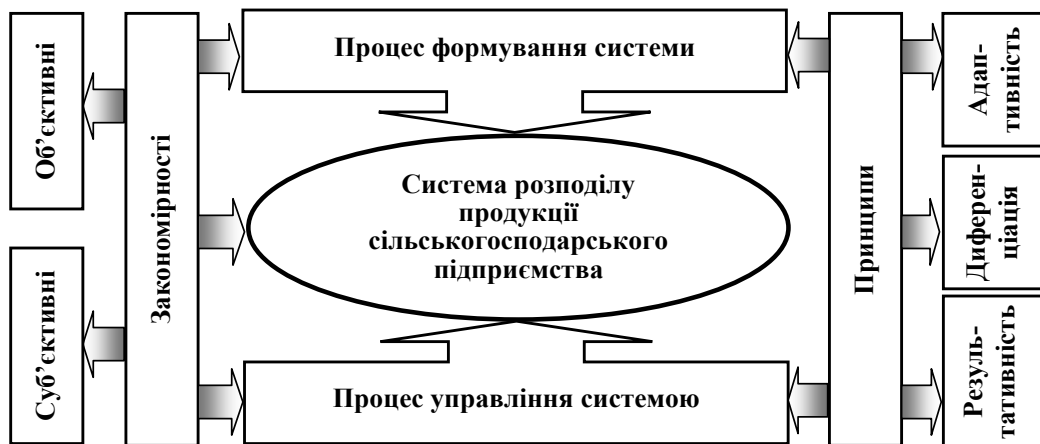 Об’єктивні
Суб’єктивні
Закономірності
Процес формування системи
Система розподілу
продукції
сільськогосподарського
підприємства
Процес управління системою
Принципи
Адап-
тивність
Диферен-
ціація
Резуль-
тативність